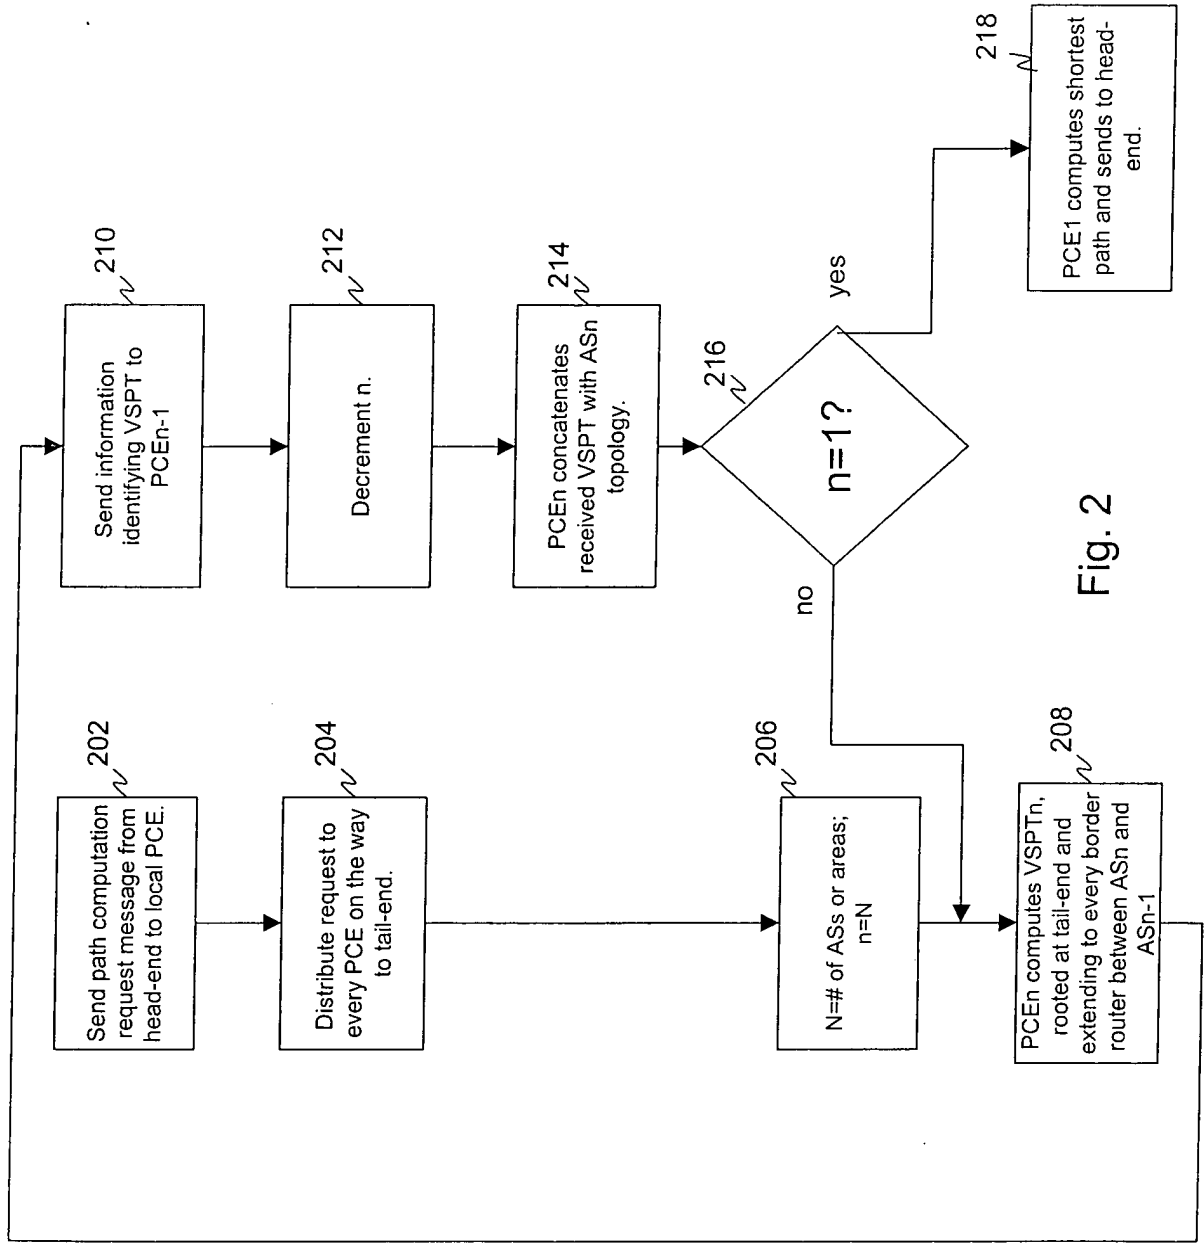 202
Send path computation
request message from
head-end to local PCE.
204
Distribute request to
every PCE on the way
to tail-end.
206
N=# of ASs or areas;
n=N
208
PCEn computes VSPTn,
rooted at tail-end and
extending to every border
router between ASn and
ASn-1
210
Send information
identifying VSPT to
PCEn-1
212
Decrement n.
214
PCEn concatenates
received VSPT with ASn
topology.
216
n=1?
no
yes
218
PCE1 computes shortest
path and sends to head-
end.
Fig. 2